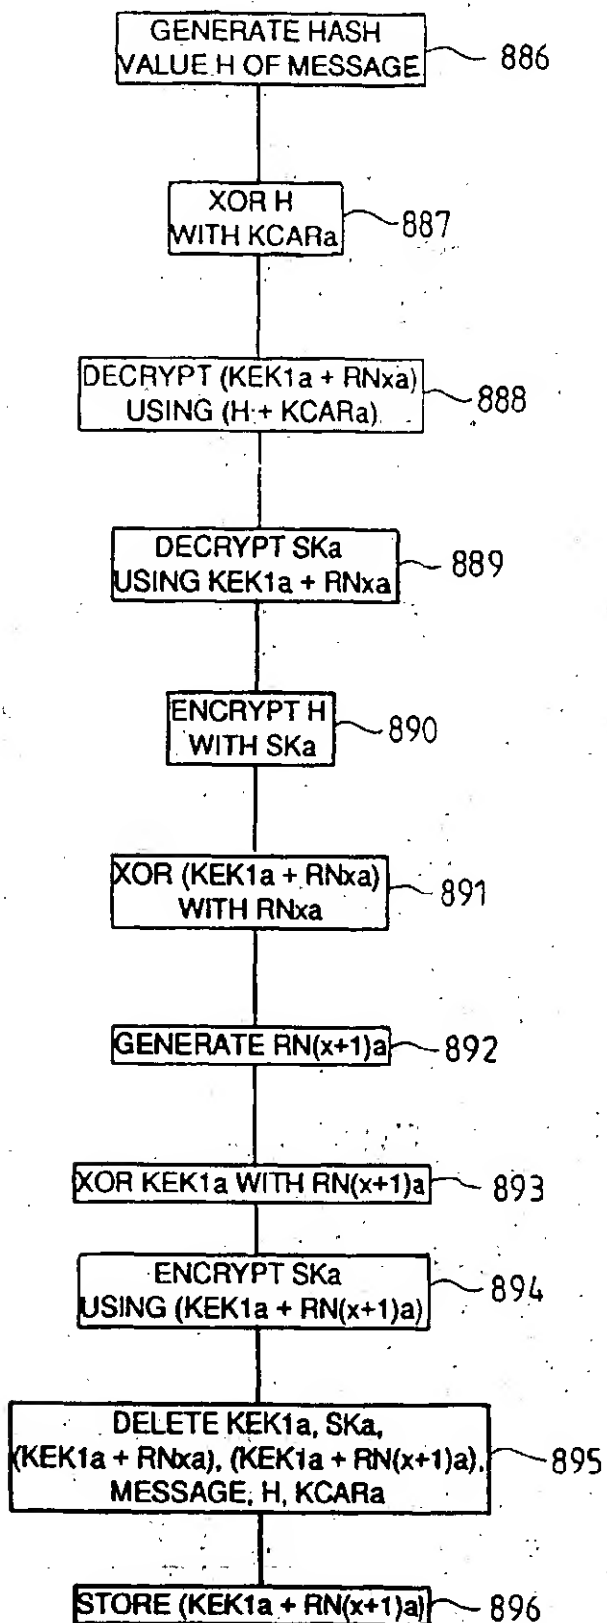 GENERATE HASH
VALUE H OF MESSAGE
886
XOR H
WITH KCARa
887
DECRYPT (KEK1a + RNxa)
USING (H + KCARa)
888
DECRYPT SKa
USING KEK1a + RNxa
889
ENCRYPT H
WITH SKa
890
XOR (KEK1a + RNxa)
WITH RNxa
891
GENERATE RN(x+1)a
892
XOR KEK1a WITH RN(x+1)a
893
ENCRYPT SKa
USING (KEK1a + RN(x+1)a)
894
DELETE KEK1a, SKa,
(KEK1a + RNxa), (KEK1a + RN(x+1)a),
MESSAGE, H, KCARa
895
STORE (KEK1a + RN(x+1)a)
896